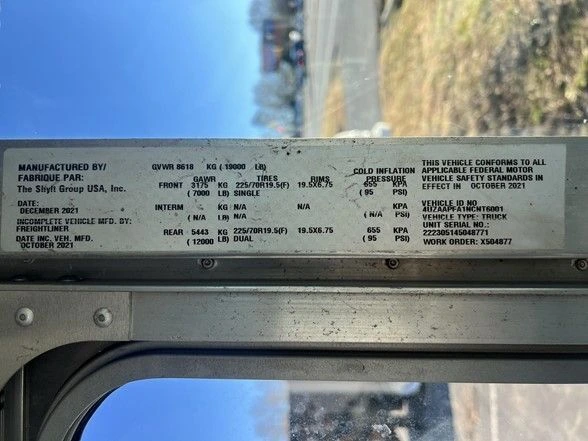 MANUFACTURED BY/
FABRIQUE PAR:
The Shyft Group USA, Inc.
DATE:
DECEMBER 2021
INCOMPLETE VEHICLE MFD. BY:
FREIGHTLINER
DATE INC. VEH. MFD.
OCTOBER 2021
GVWR 8618 KG ( 19000 LB)
GAWR TIRES RIMS COLD INFLATION PRESSURE
FRONT 3175 KG 225/70R19.5(F) 19.5X6.75 655 KPA
( 7000 LB) SINGLE ( 95 PSI)
INTERM KG N/A N/A KPA
( N/A LB) N/A ( N/A PSI)
REAR 5443 KG 225/70R19.5(F) 19.5X6.75 655 KPA
( 12000 LB) DUAL ( 95 PSI)
THIS VEHICLE CONFORMS TO ALL
APPLICABLE FEDERAL MOTOR
VEHICLE SAFETY STANDARDS IN
EFFECT IN OCTOBER 2021
VEHICLE ID NO
4UZAAPFA1NCNT6001
VEHICLE TYPE: TRUCK
UNIT SERIAL NO.:
222305145048771
WORK ORDER: X504877